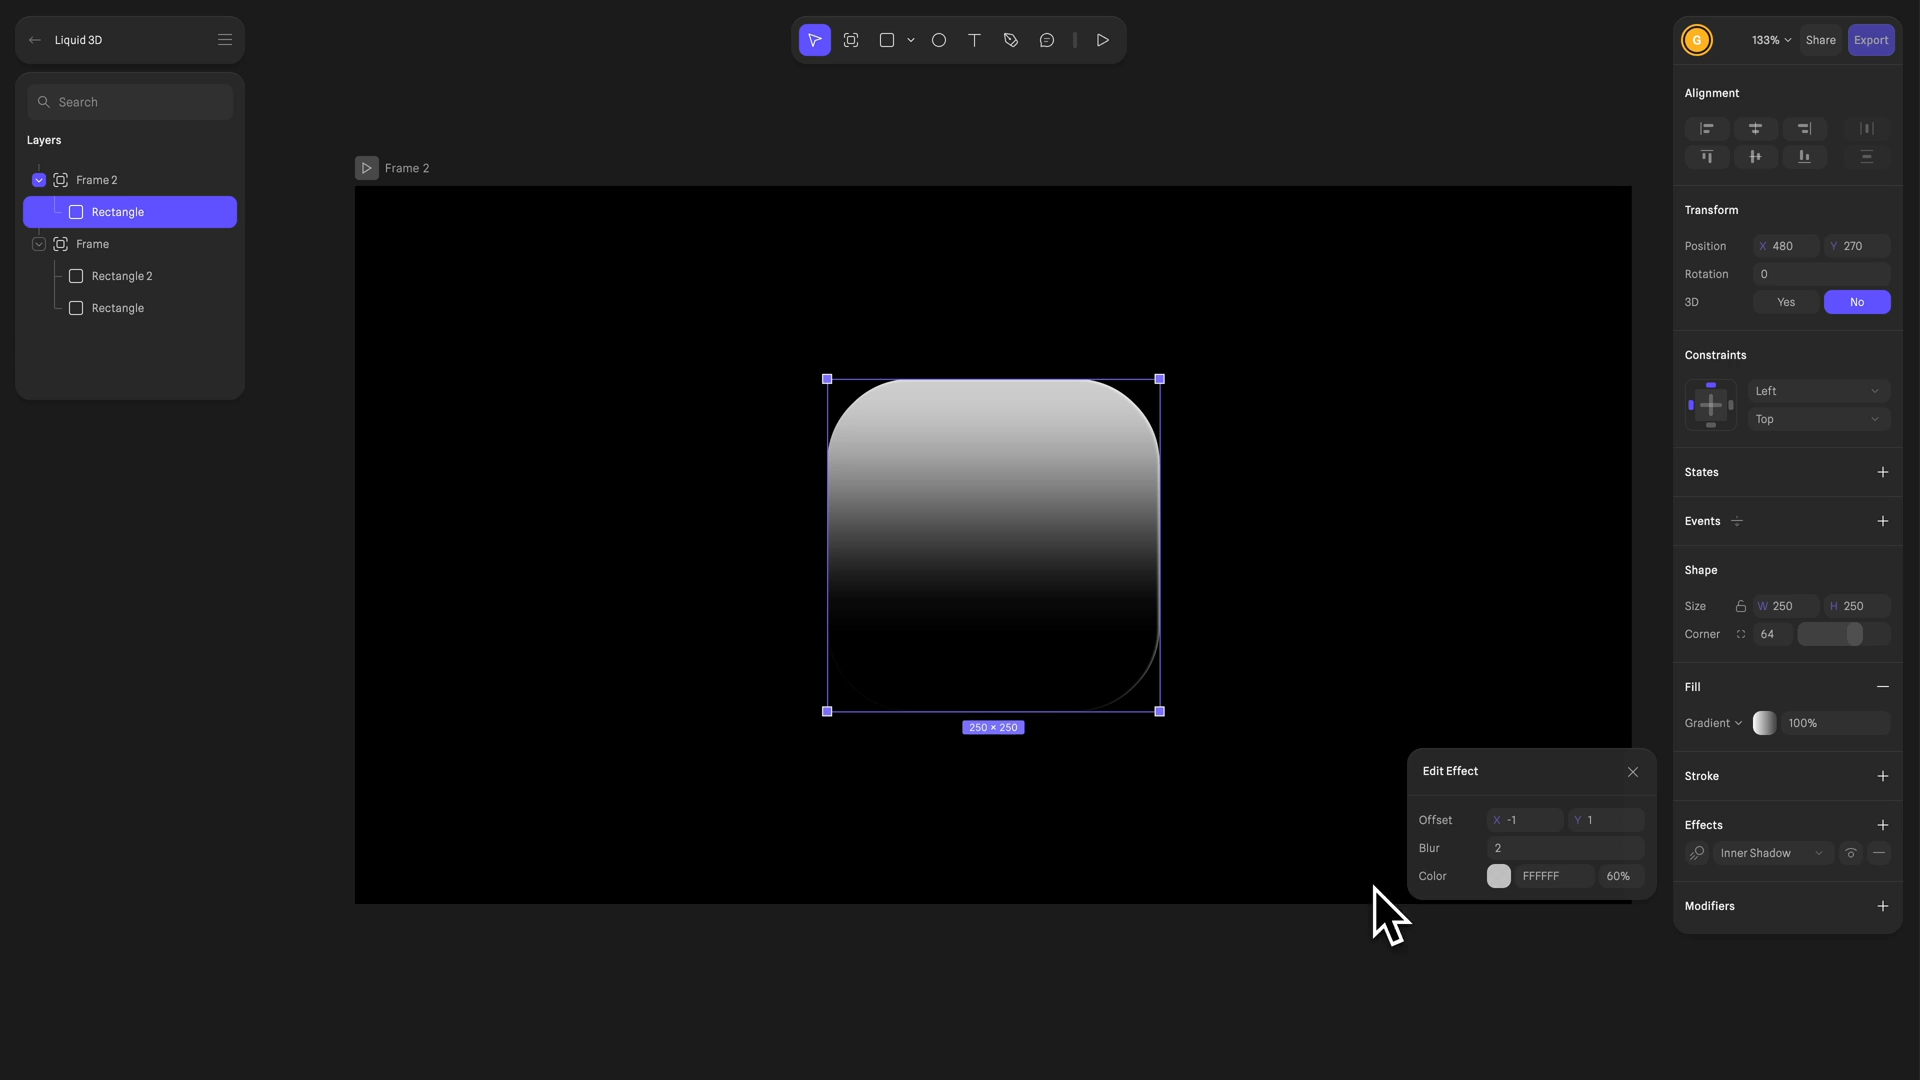 Liquid 3D
Search
Layers
Frame 2
Rectangle
Frame
Rectangle 2
Rectangle
Frame 2
250 × 250
Edit Effect
Offset X -1 Y 1
Blur 2
Color FFFFFF 60%
G 133% Share Export
Alignment
Transform
Position X 480 Y 270
Rotation 0
3D Yes No
Constraints
Left
Top
States
Events
Shape
Size W 250 H 250
Corner 64
Fill
Gradient 100%
Stroke
Effects
Inner Shadow
Modifiers